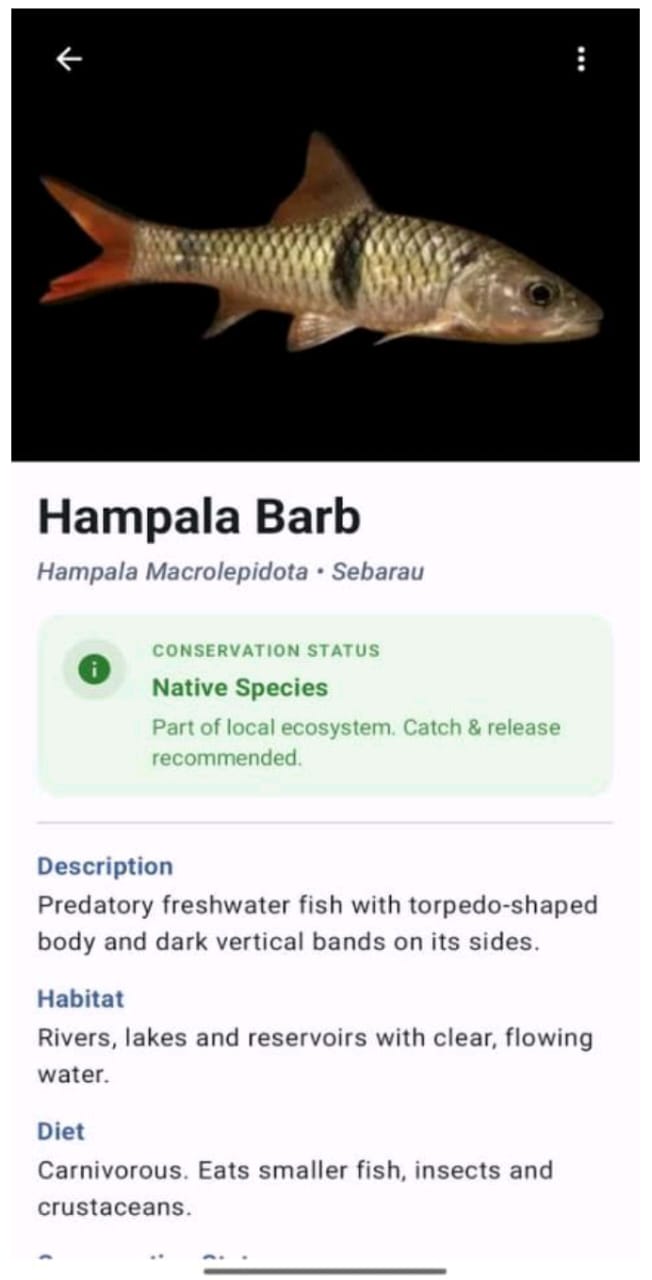 Hampala Barb
Hampala Macrolepidota • Sebarau
CONSERVATION STATUS
Native Species
Part of local ecosystem. Catch & release
recommended.
Description
Predatory freshwater fish with torpedo-shaped
body and dark vertical bands on its sides.
Habitat
Rivers, lakes and reservoirs with clear, flowing
water.
Diet
Carnivorous. Eats smaller fish, insects and
crustaceans.